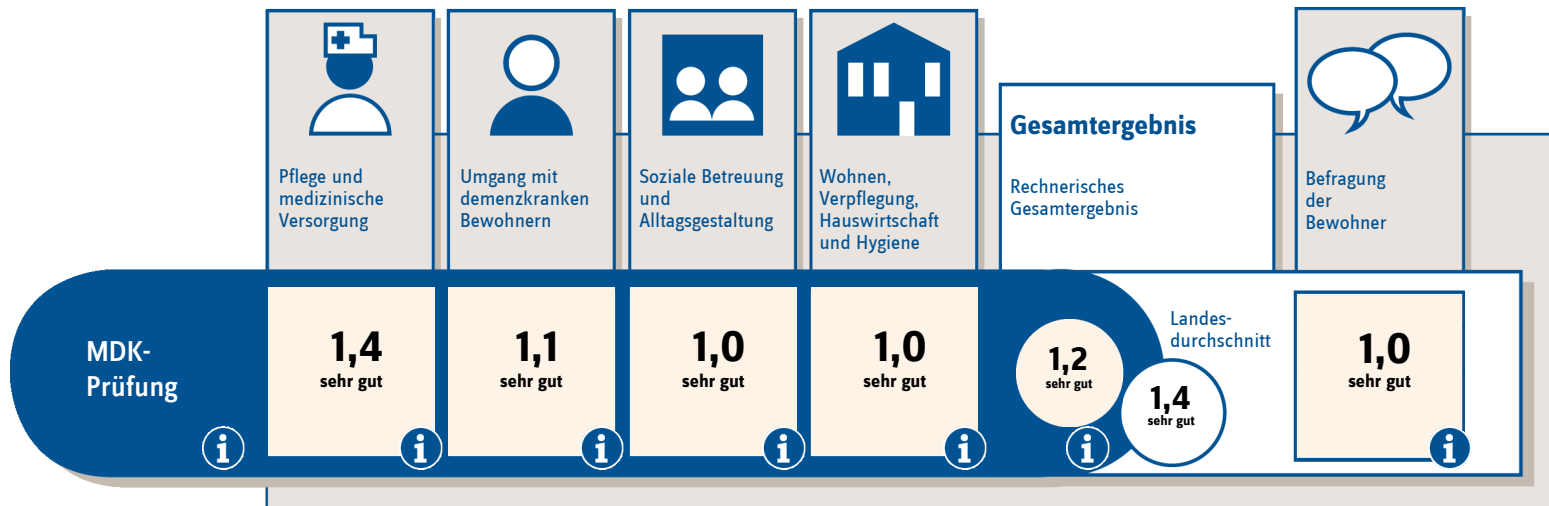 Pflege und
medizinische
Versorgung
Umgang mit
demenzkranken
Bewohnern
Soziale Betreuung
und
Alltagsgestaltung
Wohnen,
Verpflegung,
Hauswirtschaft
und Hygiene
Gesamtergebnis
Rechnerisches
Gesamtergebnis
Befragung
der
Bewohner
MDK-
Prüfung
i
1,4
sehr gut
i
1,1
sehr gut
i
1,0
sehr gut
i
1,0
sehr gut
i
1,2
sehr gut
i
Landes-
durchschnitt
1,4
sehr gut
1,0
sehr gut
i